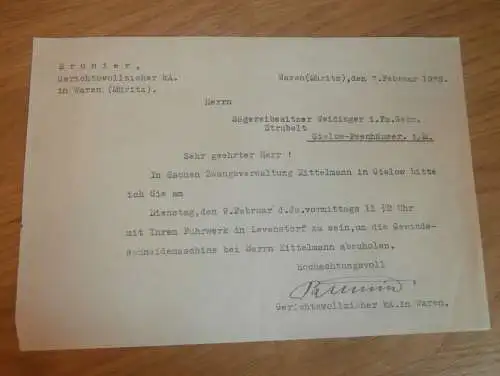 Brunier,
Gerichtsvollzieher kA.
in Waren (Müritz).
Waren(Müritz),den 7.Februar 1938.
Herrn
Sägereibesitzer Weidinger i.Fa.Gebr.
Strubelt
Gielow-Peenhäuser. i.M.
Sehr geehrter Herr !
In Sachen Zwangsverwaltung Zittelmann in Gielow bitte
ich Sie am
Dienstag,den 9.Februar d.Js.vormittags 11 1/2 Uhr
mit Ihrem Fuhrwerk in Levenstorf zu sein,um die Gewinde-
schneidemaschine bei Herrn Zittelmann abzuholen.
Hochachtungsvoll
Gerichtsvollzieher kA.in Waren.